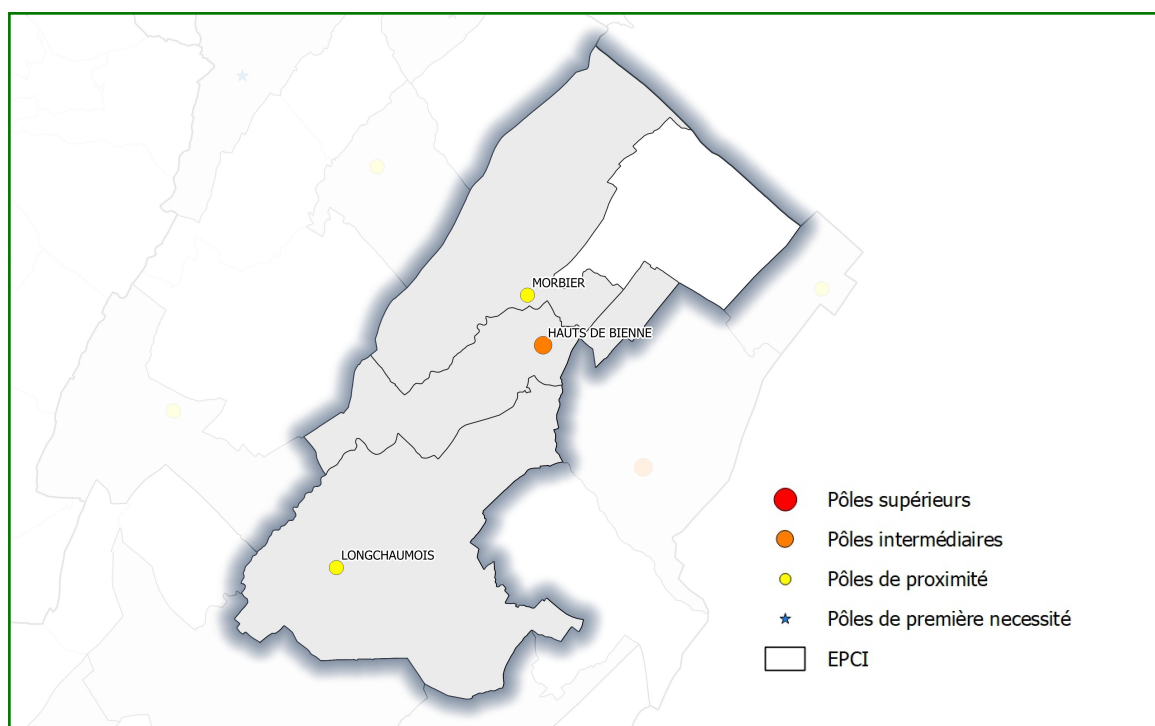 MORBIER
HAUTS DE BIENNE
LONGCHAUMOIS
Pôles supérieurs
Pôles intermédiaires
Pôles de proximité
Pôles de première necessité
EPCI